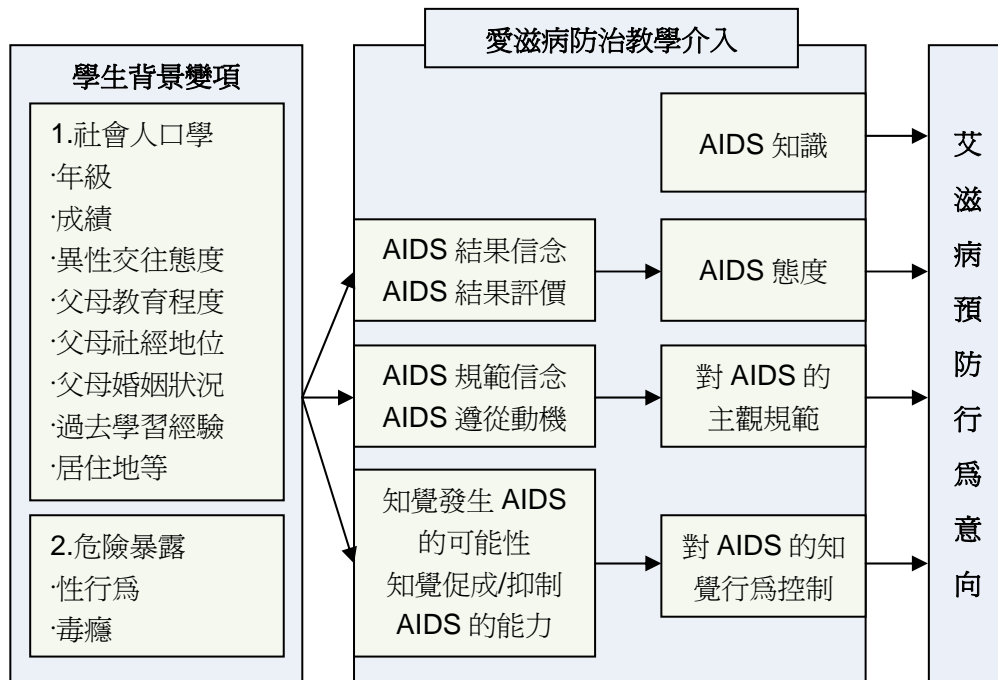 愛滋病防治教學介入
學生背景變項
1.社會人口學
·年級
·成績
·異性交往態度
·父母教育程度
·父母社經地位
·父母婚姻狀況
·過去學習經驗
·居住地等
2.危險暴露
·性行為
·毒癮
AIDS 知識
AIDS 結果信念
AIDS 結果評價
AIDS 態度
AIDS 規範信念
AIDS 遵從動機
對 AIDS 的
主觀規範
知覺發生 AIDS
的可能性
知覺促成/抑制
AIDS 的能力
對 AIDS 的知
覺行為控制
艾滋病預防行為意向